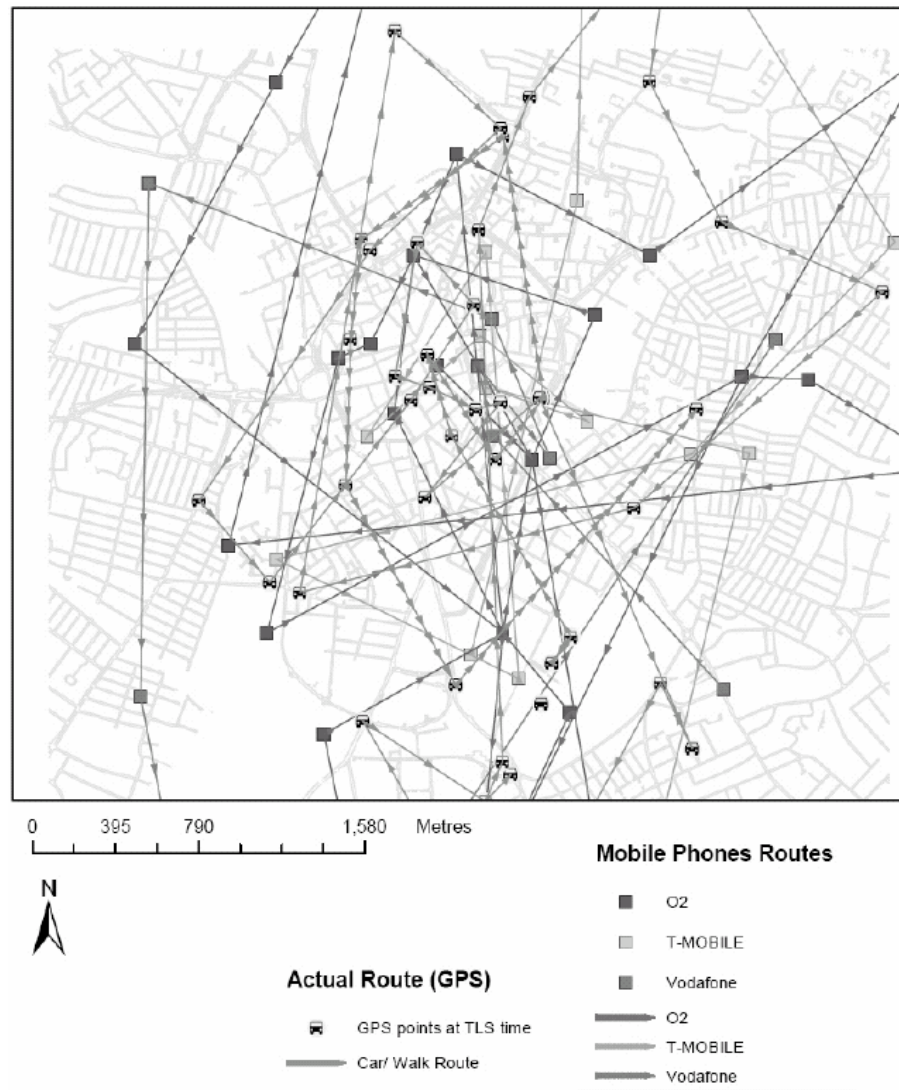 0 395 790 1,580 Metres
N
Mobile Phones Routes
O2
T-MOBILE
Vodafone
O2
T-MOBILE
Vodafone
Actual Route (GPS)
GPS points at TLS time
Car/ Walk Route